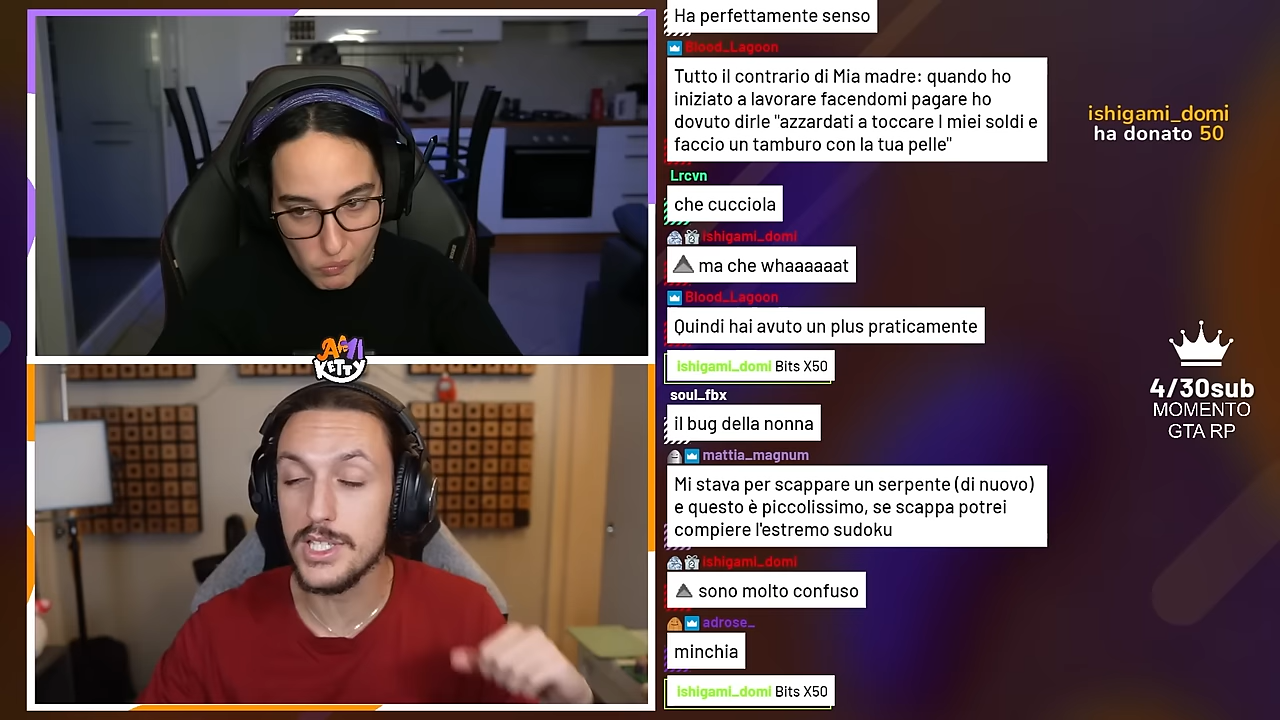 Ha perfettamente senso
Blood_Lagoon
Tutto il contrario di Mia madre: quando ho
iniziato a lavorare facendomi pagare ho
dovuto dirle "azzardati a toccare I miei soldi e
faccio un tamburo con la tua pelle"
Lrcvn
che cucciola
ishigami_domi
ma che whaaaaaat
Blood_Lagoon
Quindi hai avuto un plus praticamente
ishigami_domi Bits X50
soul_fbx
il bug della nonna
mattia_magnum
Mi stava per scappare un serpente (di nuovo)
e questo è piccolissimo, se scappa potrei
compiere l'estremo sudoku
ishigami_domi
sono molto confuso
adrose_
minchia
ishigami_domi Bits X50
ishigami_domi
ha donato 50
4/30sub
MOMENTO
GTA RP
AMI
KETTY